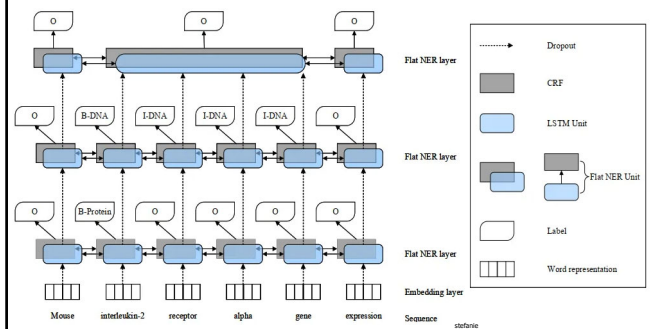 O O O
Flat NER layer
O B-DNA I-DNA I-DNA I-DNA O
Flat NER layer
O B-Protein O O O O
Flat NER layer
Embedding layer
Mouse interleukin-2 receptor alpha gene expression Sequence
stefanie
Dropout
CRF
LSTM Unit
Flat NER Unit
Label
Word representation